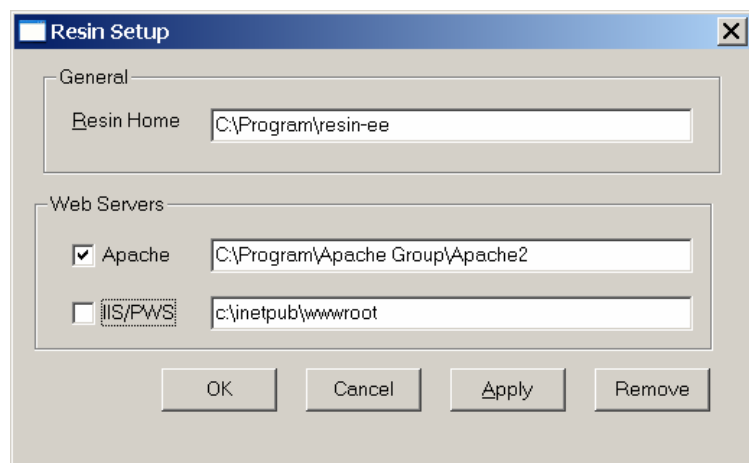 Resin Setup
General
Resin Home C:\Program\resin-ee
Web Servers
Apache C:\Program\Apache Group\Apache2
IIS/PWS c:\inetpub\wwwroot
OK Cancel Apply Remove